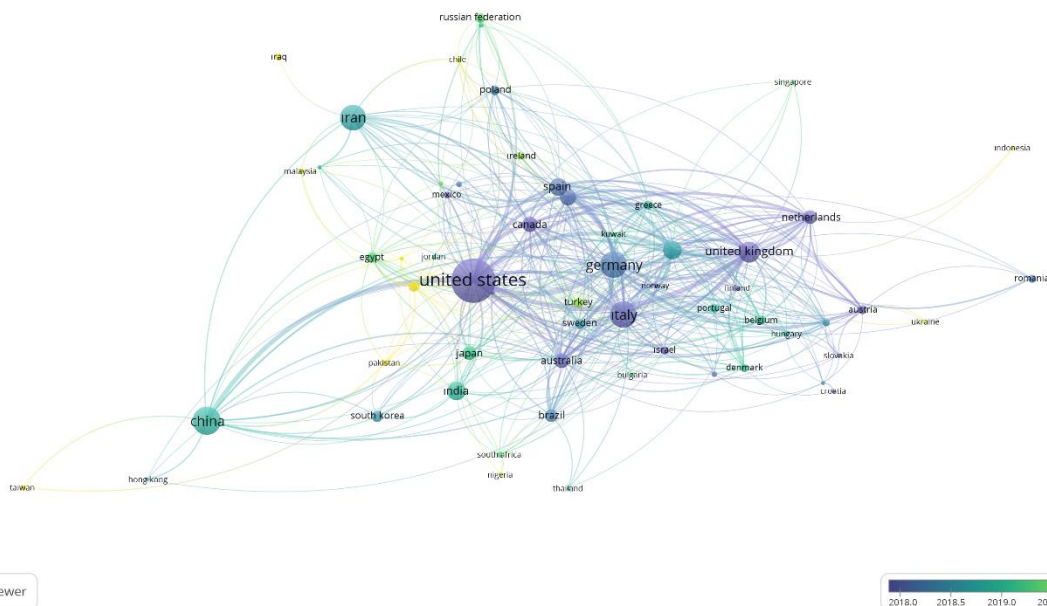 russian federation
iraq
chile
singapore
poland
iran
indonesia
ireland
malaysia
spain
mexico
greece
netherlands
canada
kuwait
united kingdom
egypt
jordan
germany
united states
norway
finland
romania
turkey
portugal
austria
italy
sweden
belgium
ukraine
hungary
japan
israel
slovakia
australia
pakistan
denmark
bulgaria
india
croatia
china
south korea
brazil
south africa
nigeria
hong kong
taiwan
thailand
ewer
2018.0 2018.5 2019.0 20